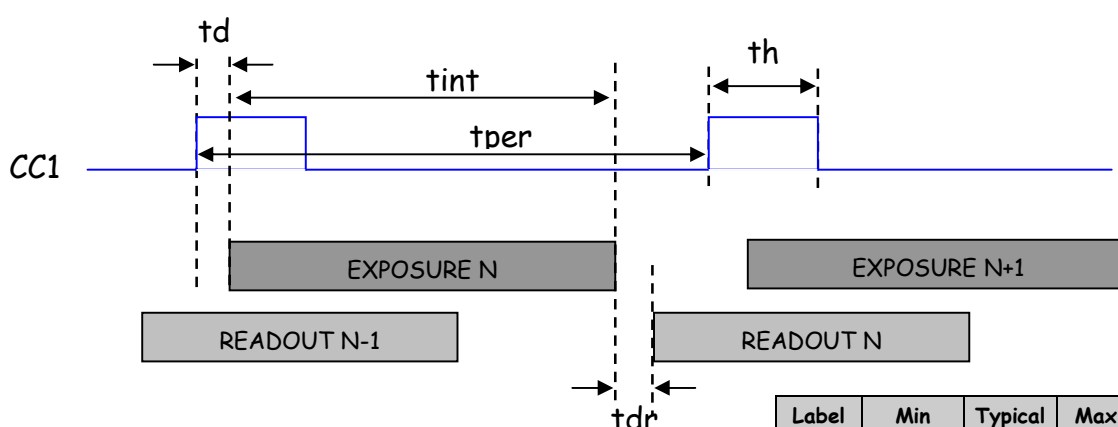 td
th
tint
tper
CC1
EXPOSURE N
EXPOSURE N+1
READOUT N-1
READOUT N
tdr
Label Min Typical Max